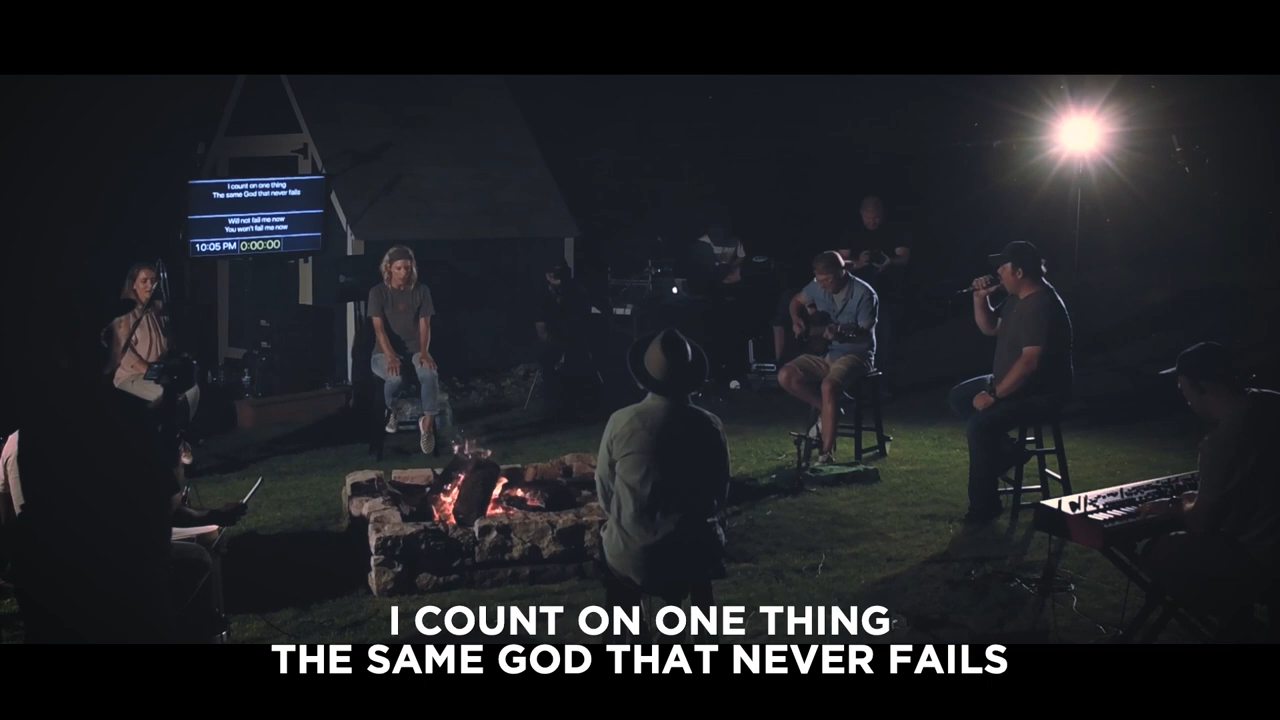 I count on one thing
The same God that never fails
Will not fail me now
You won't fail me now
10:05 PM 0:00:00
I COUNT ON ONE THING
THE SAME GOD THAT NEVER FAILS